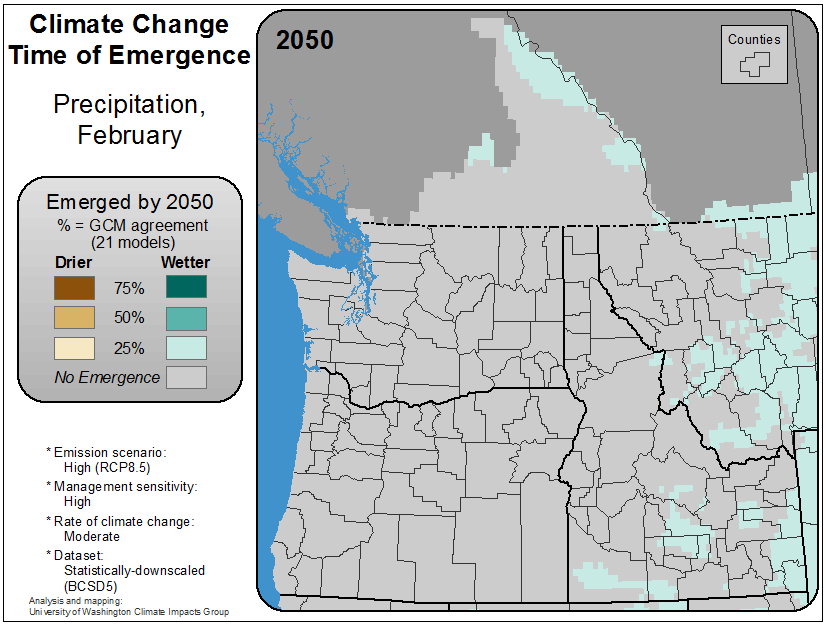 Climate Change
Time of Emergence
Precipitation,
February
Emerged by 2050
% = GCM agreement
(21 models)
Drier Wetter
75%
50%
25%
No Emergence
* Emission scenario:
High (RCP8.5)
* Management sensitivity:
High
* Rate of climate change:
Moderate
* Dataset:
Statistically-downscaled
(BCSD5)
Analysis and mapping:
University of Washington Climate Impacts Group
2050
Counties